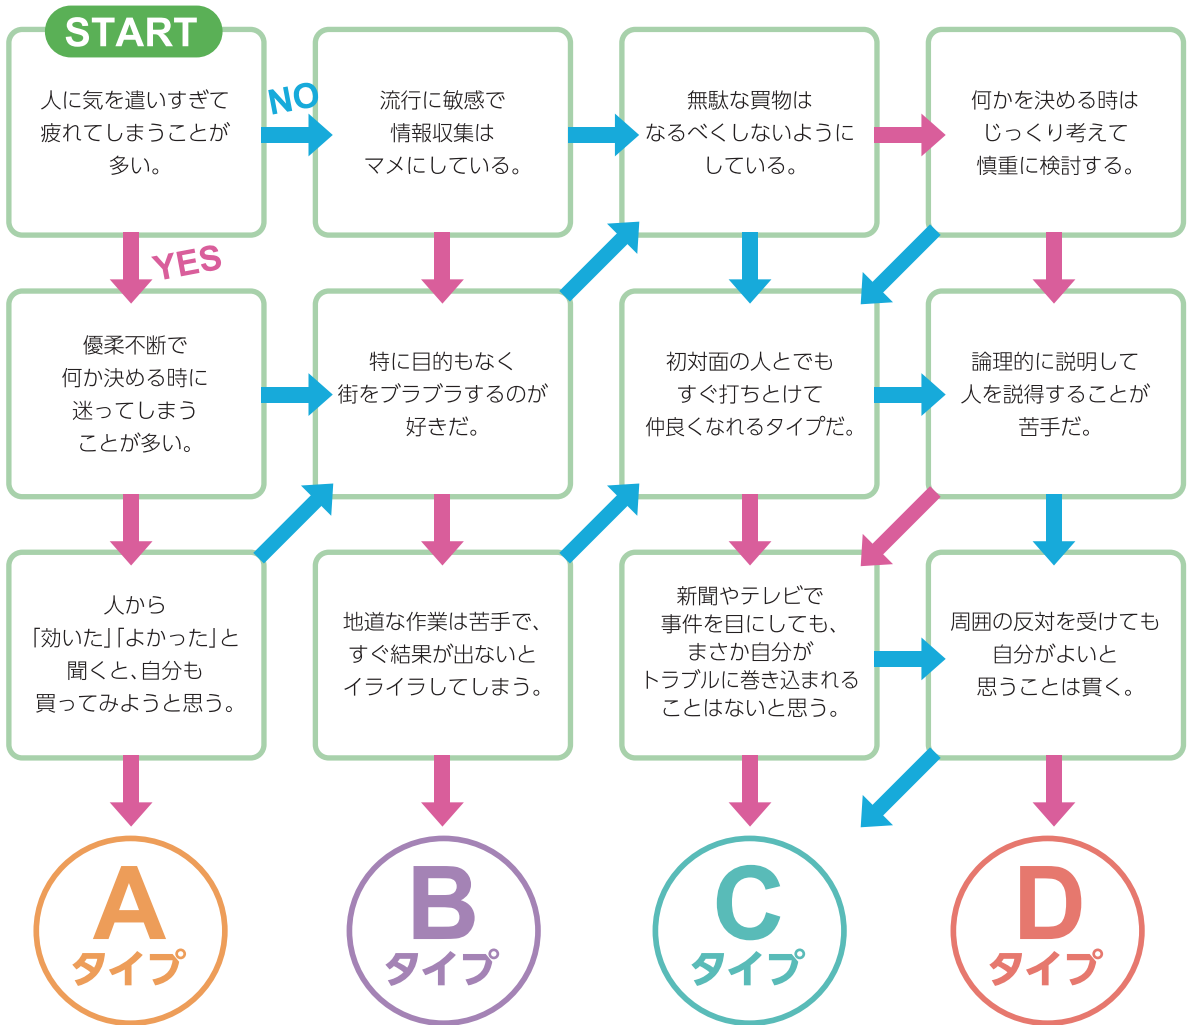 START
人に気を遣いすぎて
疲れてしまうことが
多い。
NO
流行に敏感で
情報収集は
マメにしている。
無駄な買物は
なるべくしないように
している。
何かを決める時は
じっくり考えて
慎重に検討する。
YES
優柔不断で
何か決める時に
迷ってしまう
ことが多い。
特に目的もなく
街をブラブラするのが
好きだ。
初対面の人とでも
すぐ打ちとけて
仲良くなれるタイプだ。
論理的に説明して
人を説得することが
苦手だ。
人から
「効いた」「よかった」と
聞くと、自分も
買ってみようと思う。
地道な作業は苦手で、
すぐ結果が出ないと
イライラしてしまう。
新聞やテレビで
事件を目にしても、
まさか自分が
トラブルに巻き込まれる
ことはないと思う。
周囲の反対を受けても
自分がよいと
思うことは貫く。
A
タイプ
B
タイプ
C
タイプ
D
タイプ